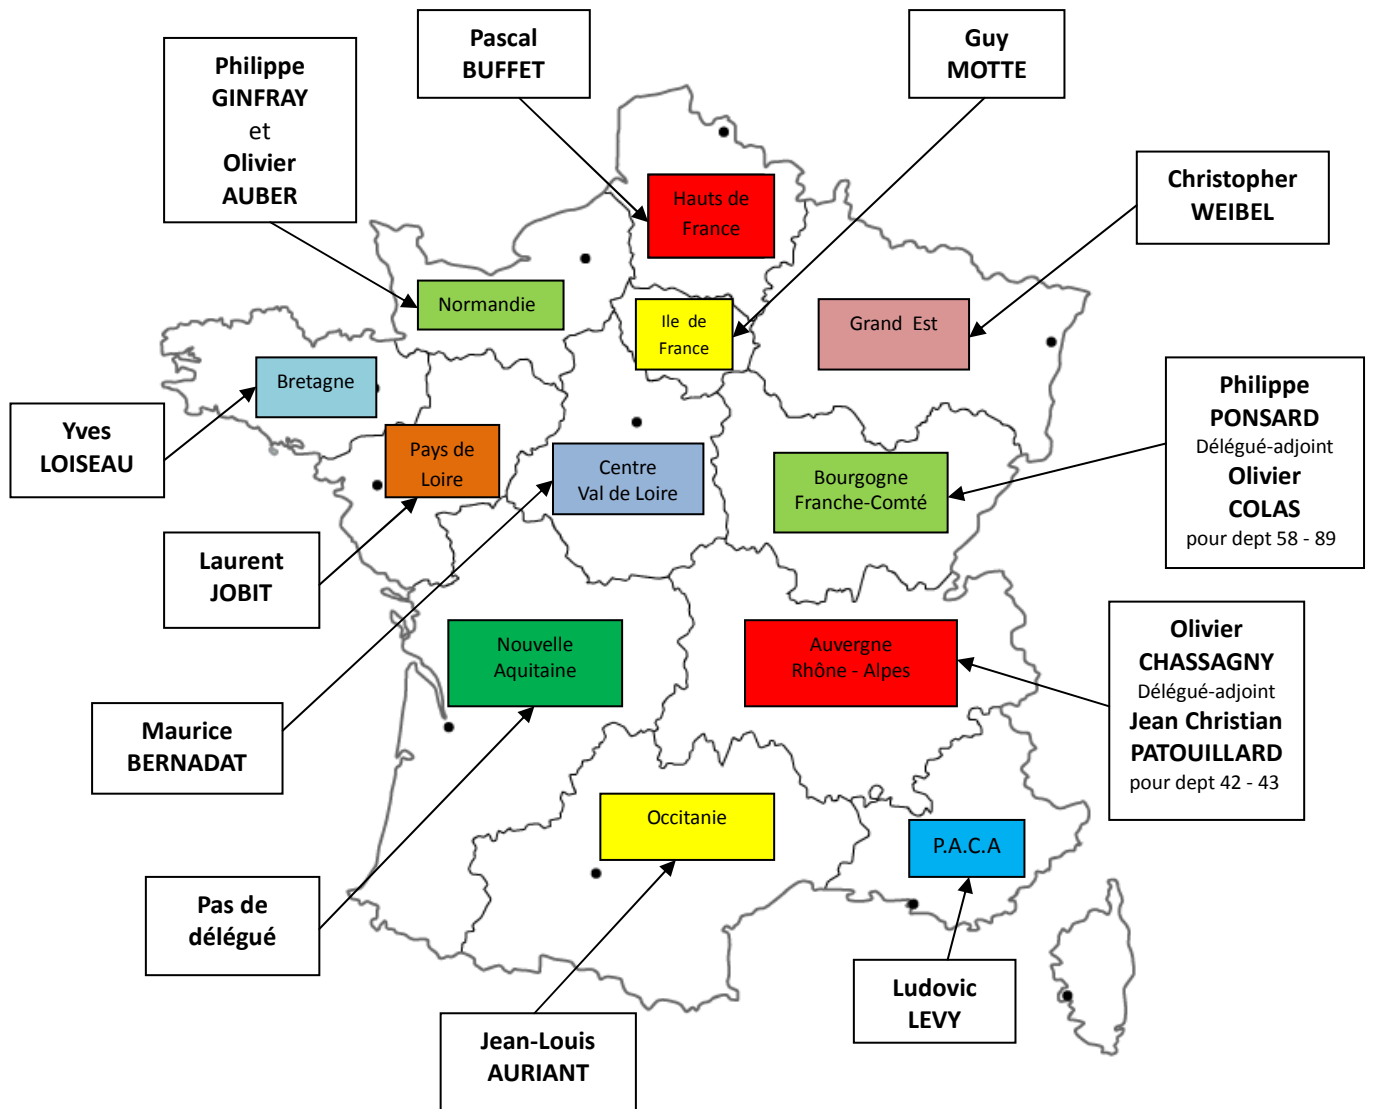 Pascal
BUFFET
Guy
MOTTE
Philippe
GINFRAY
et
Olivier
AUBER
Christopher
WEIBEL
Hauts de
France
Normandie
Ile de
France
Grand Est
Bretagne
Yves
LOISEAU
Pays de
Loire
Centre
Val de Loire
Bourgogne
Franche-Comté
Philippe
PONSARD
Délégué-adjoint
Olivier
COLAS
pour dept 58 - 89
Laurent
JOBIT
Nouvelle
Aquitaine
Auvergne
Rhône - Alpes
Olivier
CHASSAGNY
Délégué-adjoint
Jean Christian
PATOUILLARD
pour dept 42 - 43
Maurice
BERNADAT
Occitanie
P.A.C.A
Pas de
délégué
Ludovic
LEVY
Jean-Louis
AURIANT